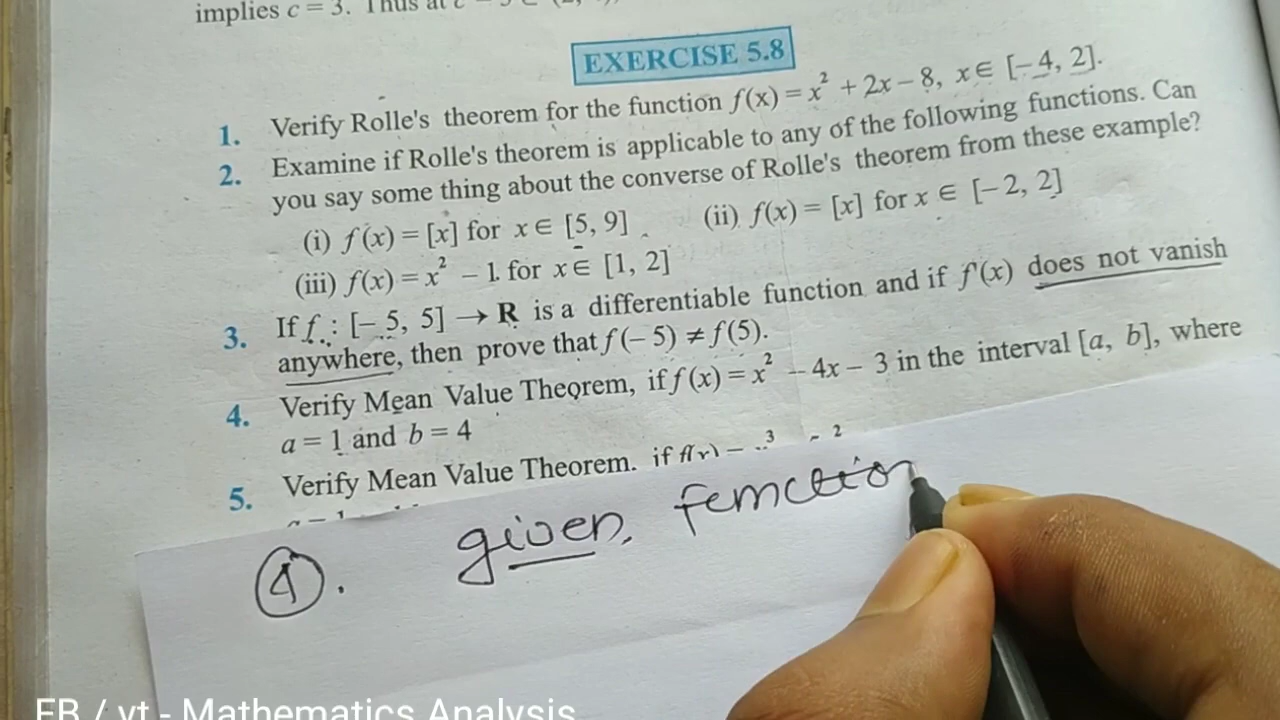 implies c = 3. Thus at c
EXERCISE 5.8
1. Verify Rolle's theorem for the function f(x) = x² + 2x – 8, x ∈ [– 4, 2].
2. Examine if Rolle's theorem is applicable to any of the following functions. Can
you say some thing about the converse of Rolle's theorem from these example?
(i) f(x) = [x] for x ∈ [5, 9] (ii) f(x) = [x] for x ∈ [– 2, 2]
(iii) f(x) = x² – 1 for x ∈ [1, 2]
3. If f : [– 5, 5] → R is a differentiable function and if f′(x) does not vanish
anywhere, then prove that f(– 5) ≠ f(5).
4. Verify Mean Value Theorem, if f(x) = x² – 4x – 3 in the interval [a, b], where
a = 1 and b = 4
5. Verify Mean Value Theorem. if f(x)
④. given, function
FB / yt - Mathematics Analysis